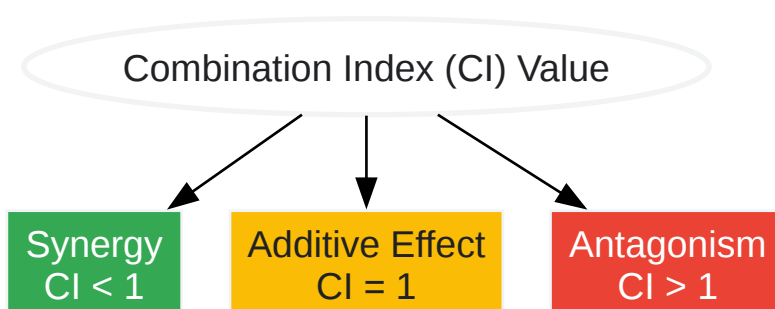 Combination Index (CI) Value
Synergy
CI < 1
Additive Effect
CI = 1
Antagonism
CI > 1